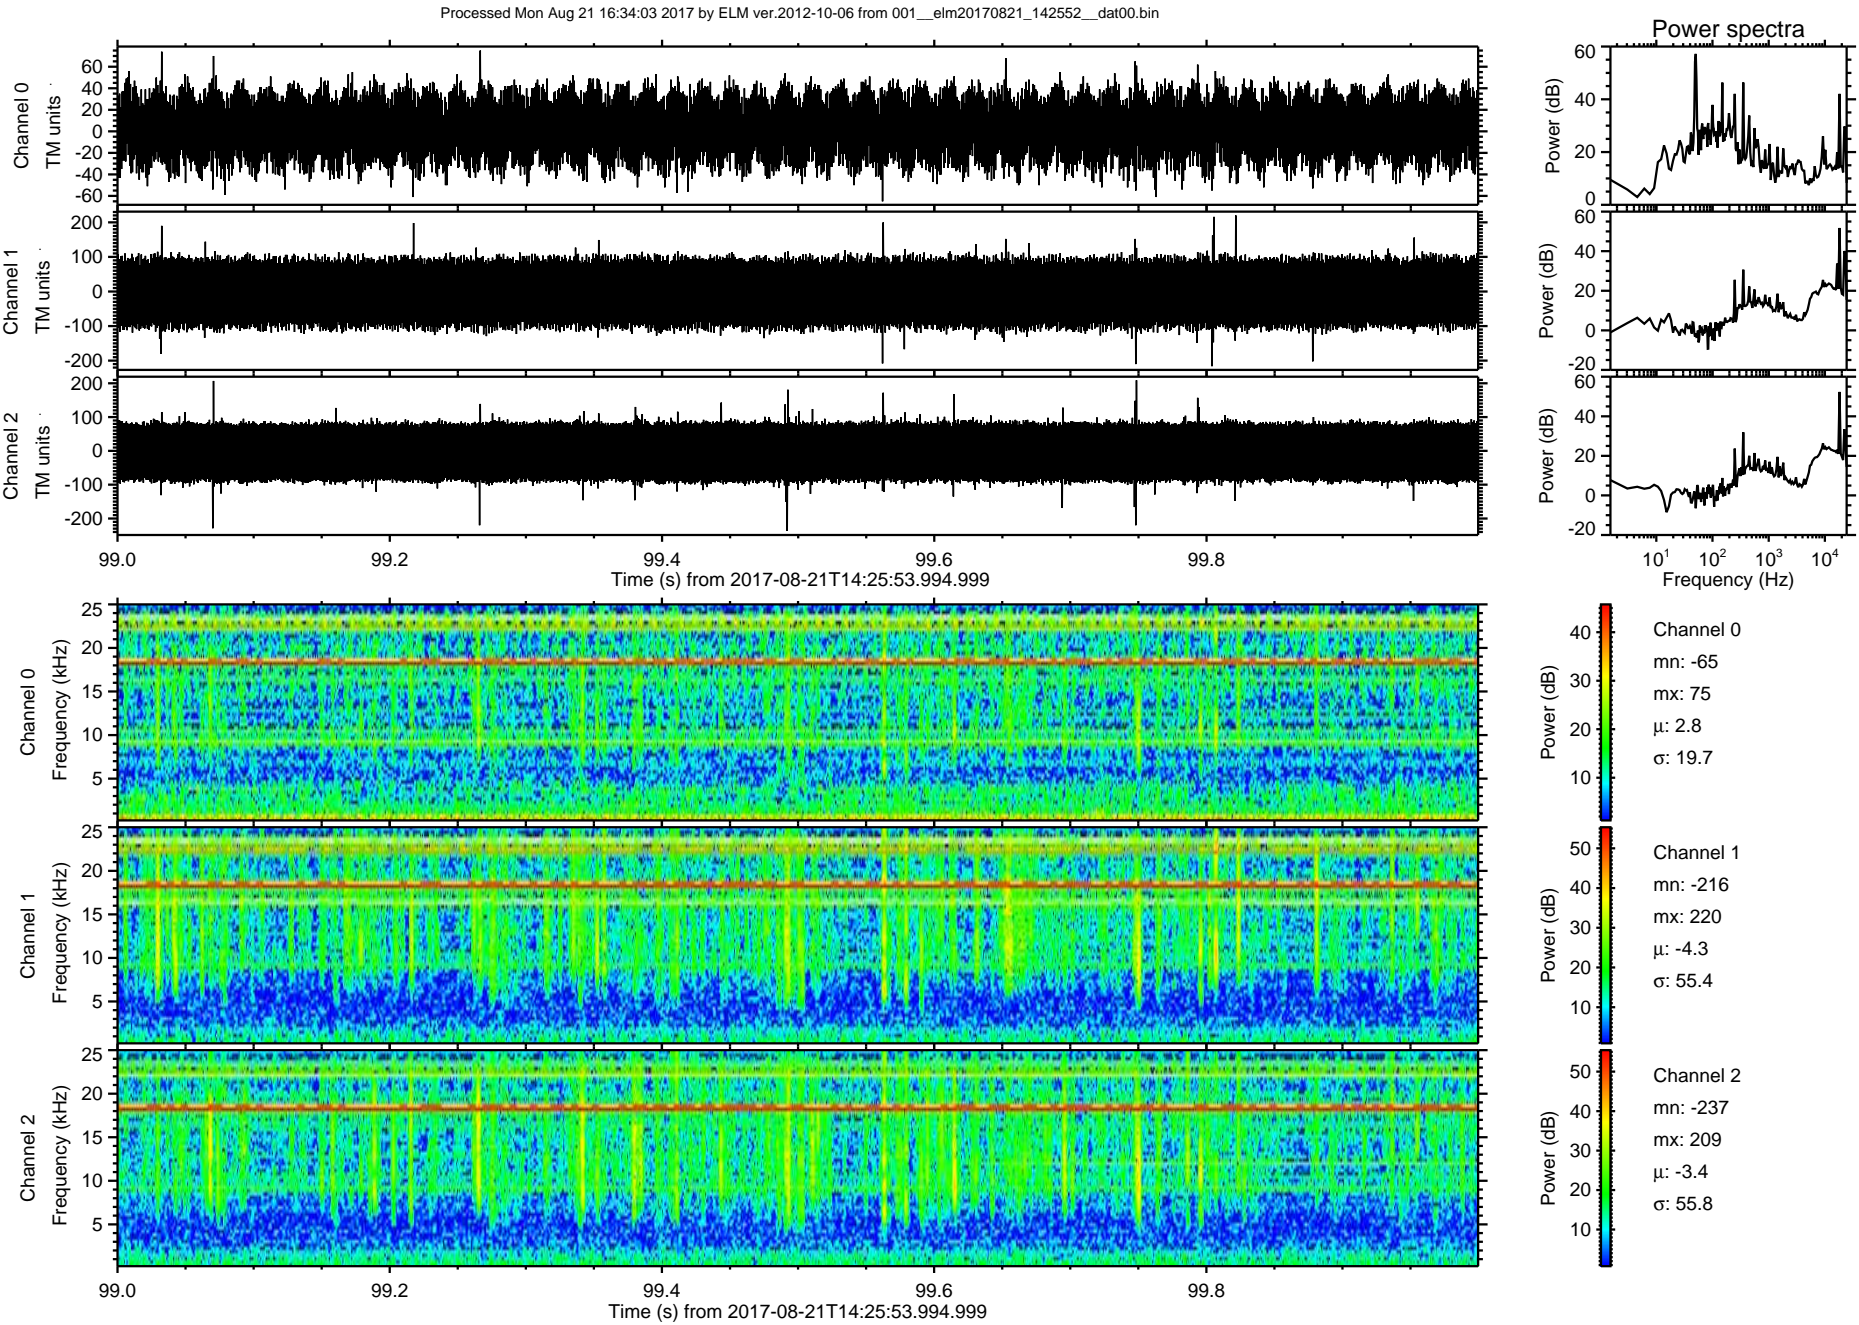 Processed Mon Aug 21 16:34:03 2017 by ELM ver.2012-10-06 from 001__elm20170821_142552__dat00.bin
Power spectra
Channel 0
TM units
60
40
20
0
-20
-40
-60
Power (dB)
60
40
20
0
Channel 1
TM units
200
100
0
-100
-200
Power (dB)
60
40
20
0
-20
Channel 2
TM units
200
100
0
-100
-200
Power (dB)
60
40
20
0
-20
99.0 99.2 99.4 99.6 99.8
Time (s) from 2017-08-21T14:25:53.994.999
10¹ 10² 10³ 10⁴
Frequency (Hz)
Channel 0
Frequency (kHz)
25
20
15
10
5
Power (dB)
40
30
20
10
Channel 0
mn: -65
mx: 75
µ: 2.8
σ: 19.7
Channel 1
Frequency (kHz)
25
20
15
10
5
Power (dB)
50
40
30
20
10
Channel 1
mn: -216
mx: 220
µ: -4.3
σ: 55.4
Channel 2
Frequency (kHz)
25
20
15
10
5
Power (dB)
50
40
30
20
10
Channel 2
mn: -237
mx: 209
µ: -3.4
σ: 55.8
99.0 99.2 99.4 99.6 99.8
Time (s) from 2017-08-21T14:25:53.994.999